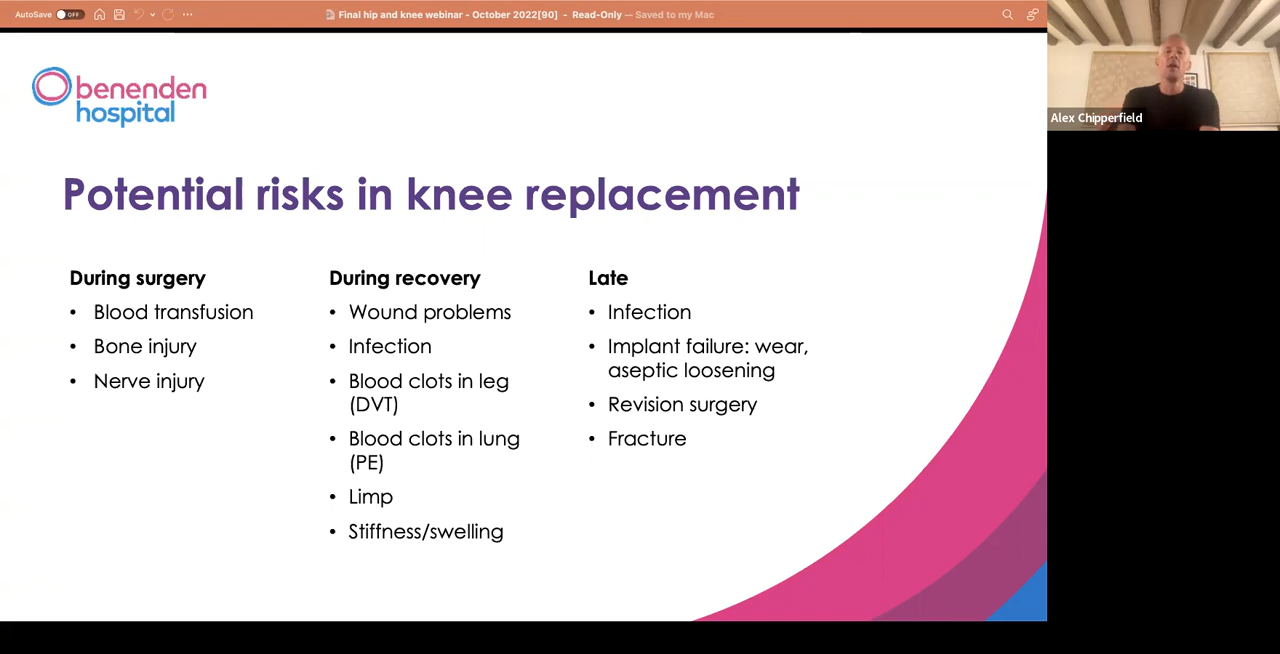 AutoSave OFF
Final hip and knee webinar - October 2022[90] - Read-Only — Saved to my Mac
Alex Chipperfield
benenden
hospital
Potential risks in knee replacement
During surgery
• Blood transfusion
• Bone injury
• Nerve injury
During recovery
• Wound problems
• Infection
• Blood clots in leg
(DVT)
• Blood clots in lung
(PE)
• Limp
• Stiffness/swelling
Late
• Infection
• Implant failure: wear,
aseptic loosening
• Revision surgery
• Fracture